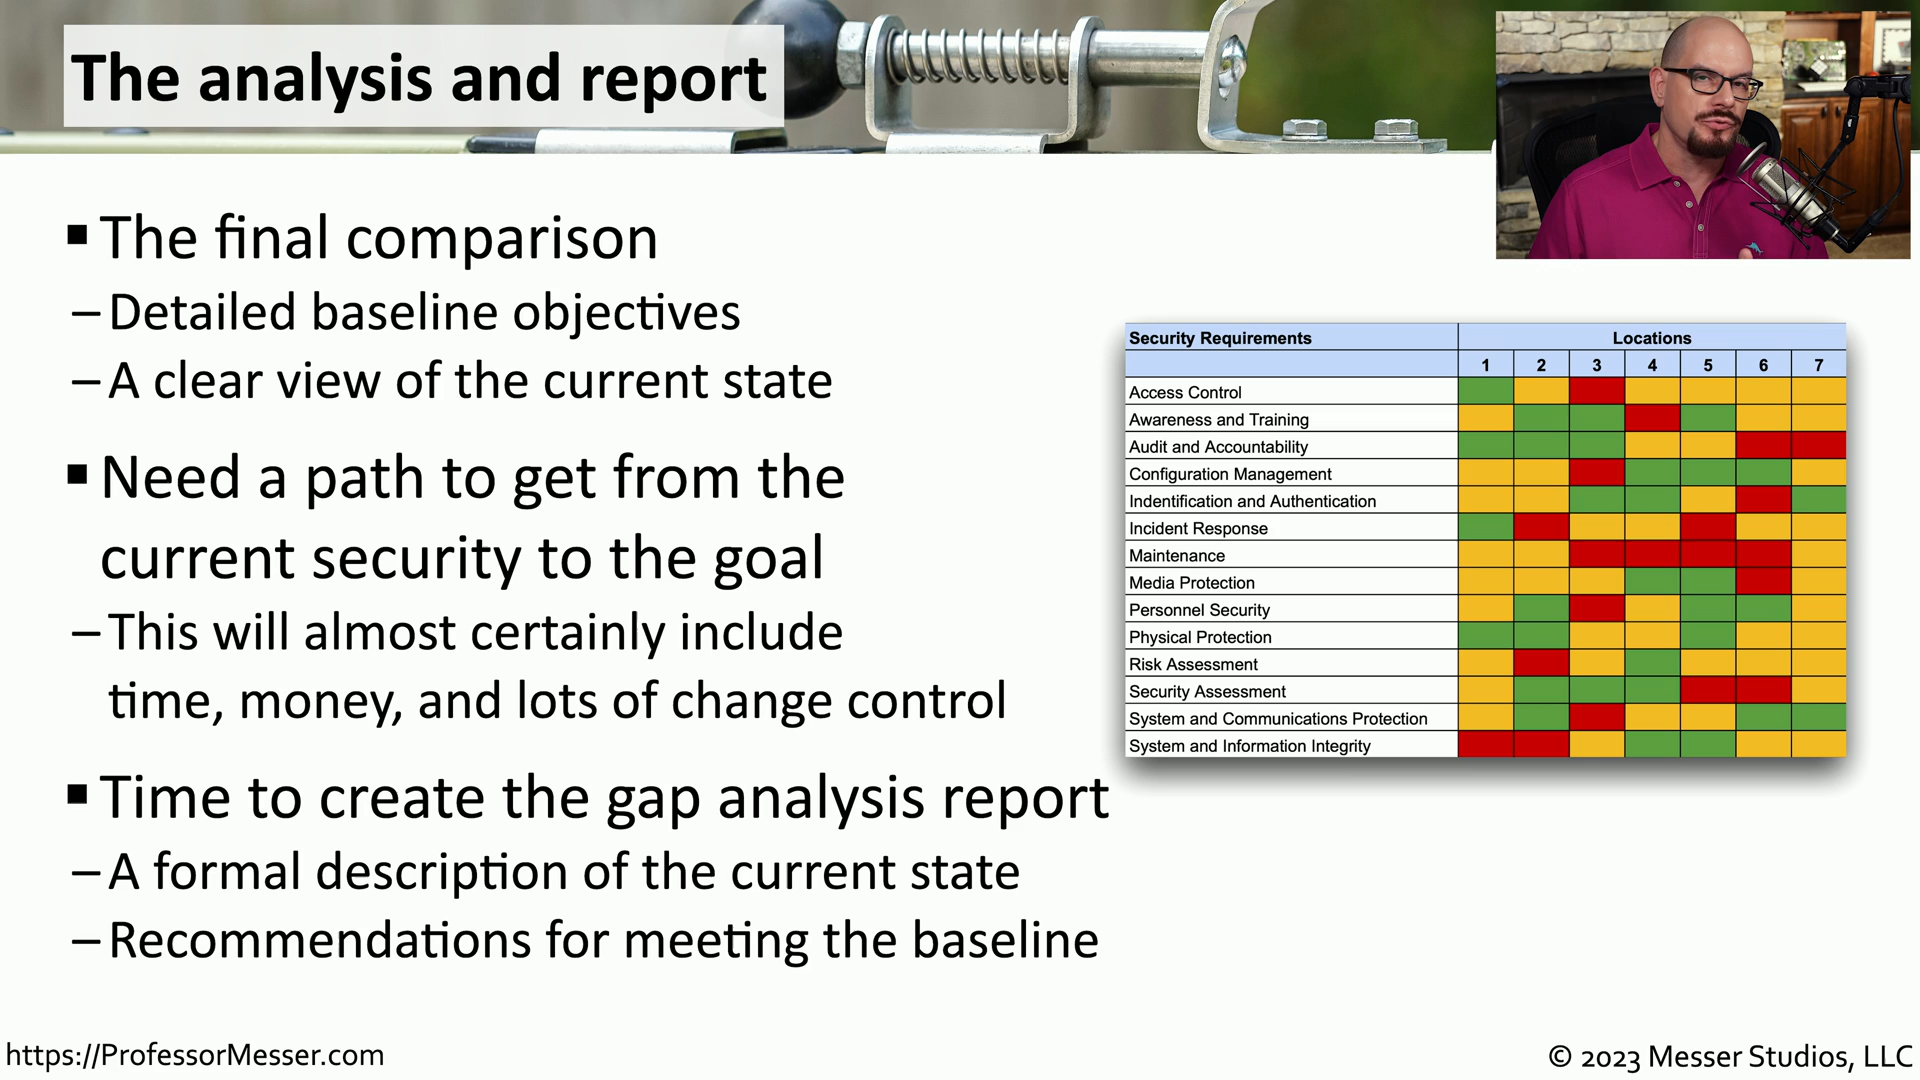 The analysis and report
▪ The final comparison
– Detailed baseline objectives
– A clear view of the current state
▪ Need a path to get from the
current security to the goal
– This will almost certainly include
time, money, and lots of change control
▪ Time to create the gap analysis report
– A formal description of the current state
– Recommendations for meeting the baseline
Security Requirements Locations
1 2 3 4 5 6 7
Access Control
Awareness and Training
Audit and Accountability
Configuration Management
Indentification and Authentication
Incident Response
Maintenance
Media Protection
Personnel Security
Physical Protection
Risk Assessment
Security Assessment
System and Communications Protection
System and Information Integrity
https://ProfessorMesser.com
© 2023 Messer Studios, LLC